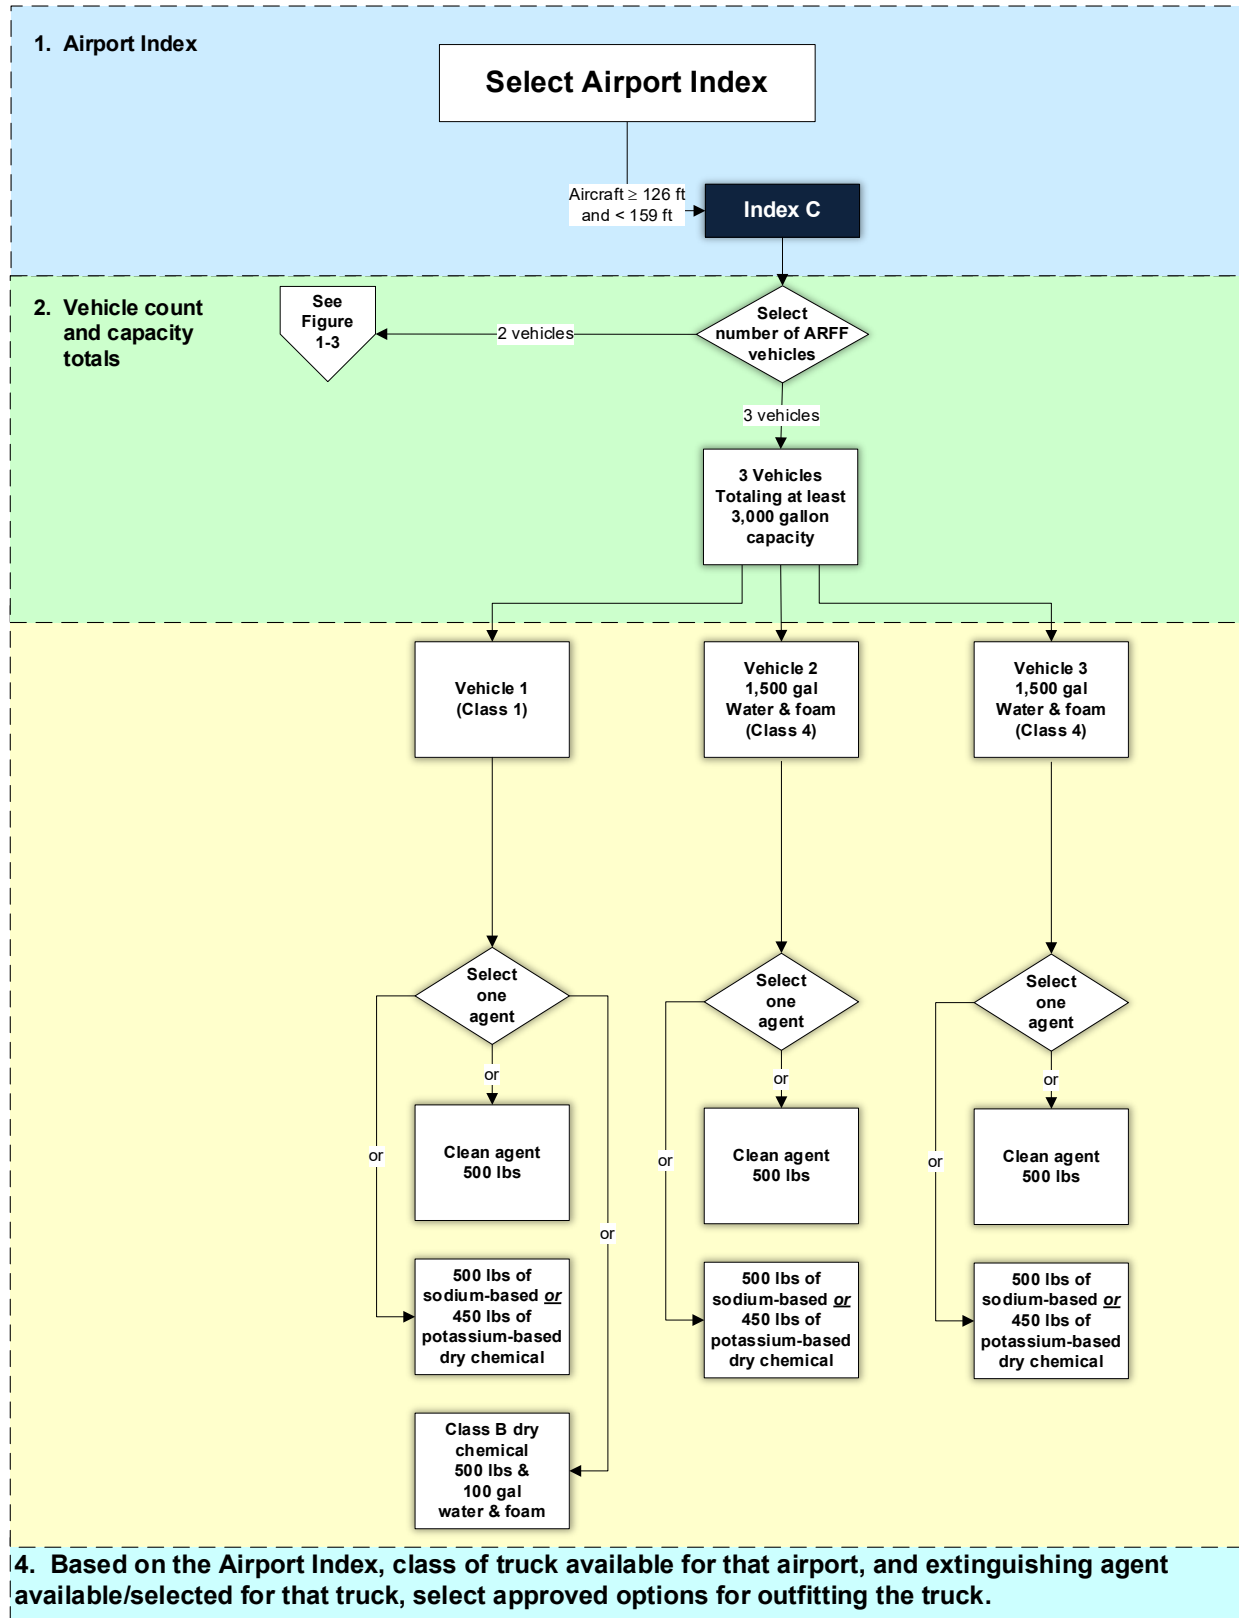 1. Airport Index
Select Airport Index
Aircraft ≥ 126 ft
and < 159 ft
Index C
2. Vehicle count
and capacity
totals
See
Figure
1-3
2 vehicles
Select
number of ARFF
vehicles
3 vehicles
3 Vehicles
Totaling at least
3,000 gallon
capacity
Vehicle 1
(Class 1)
Vehicle 2
1,500 gal
Water & foam
(Class 4)
Vehicle 3
1,500 gal
Water & foam
(Class 4)
Select
one
agent
Select
one
agent
Select
one
agent
or
or
or
Clean agent
500 lbs
Clean agent
500 lbs
Clean agent
500 lbs
or
or
or
or
500 lbs of
sodium-based or
450 lbs of
potassium-based
dry chemical
500 lbs of
sodium-based or
450 lbs of
potassium-based
dry chemical
500 lbs of
sodium-based or
450 lbs of
potassium-based
dry chemical
Class B dry
chemical
500 lbs &
100 gal
water & foam
4. Based on the Airport Index, class of truck available for that airport, and extinguishing agent
available/selected for that truck, select approved options for outfitting the truck.